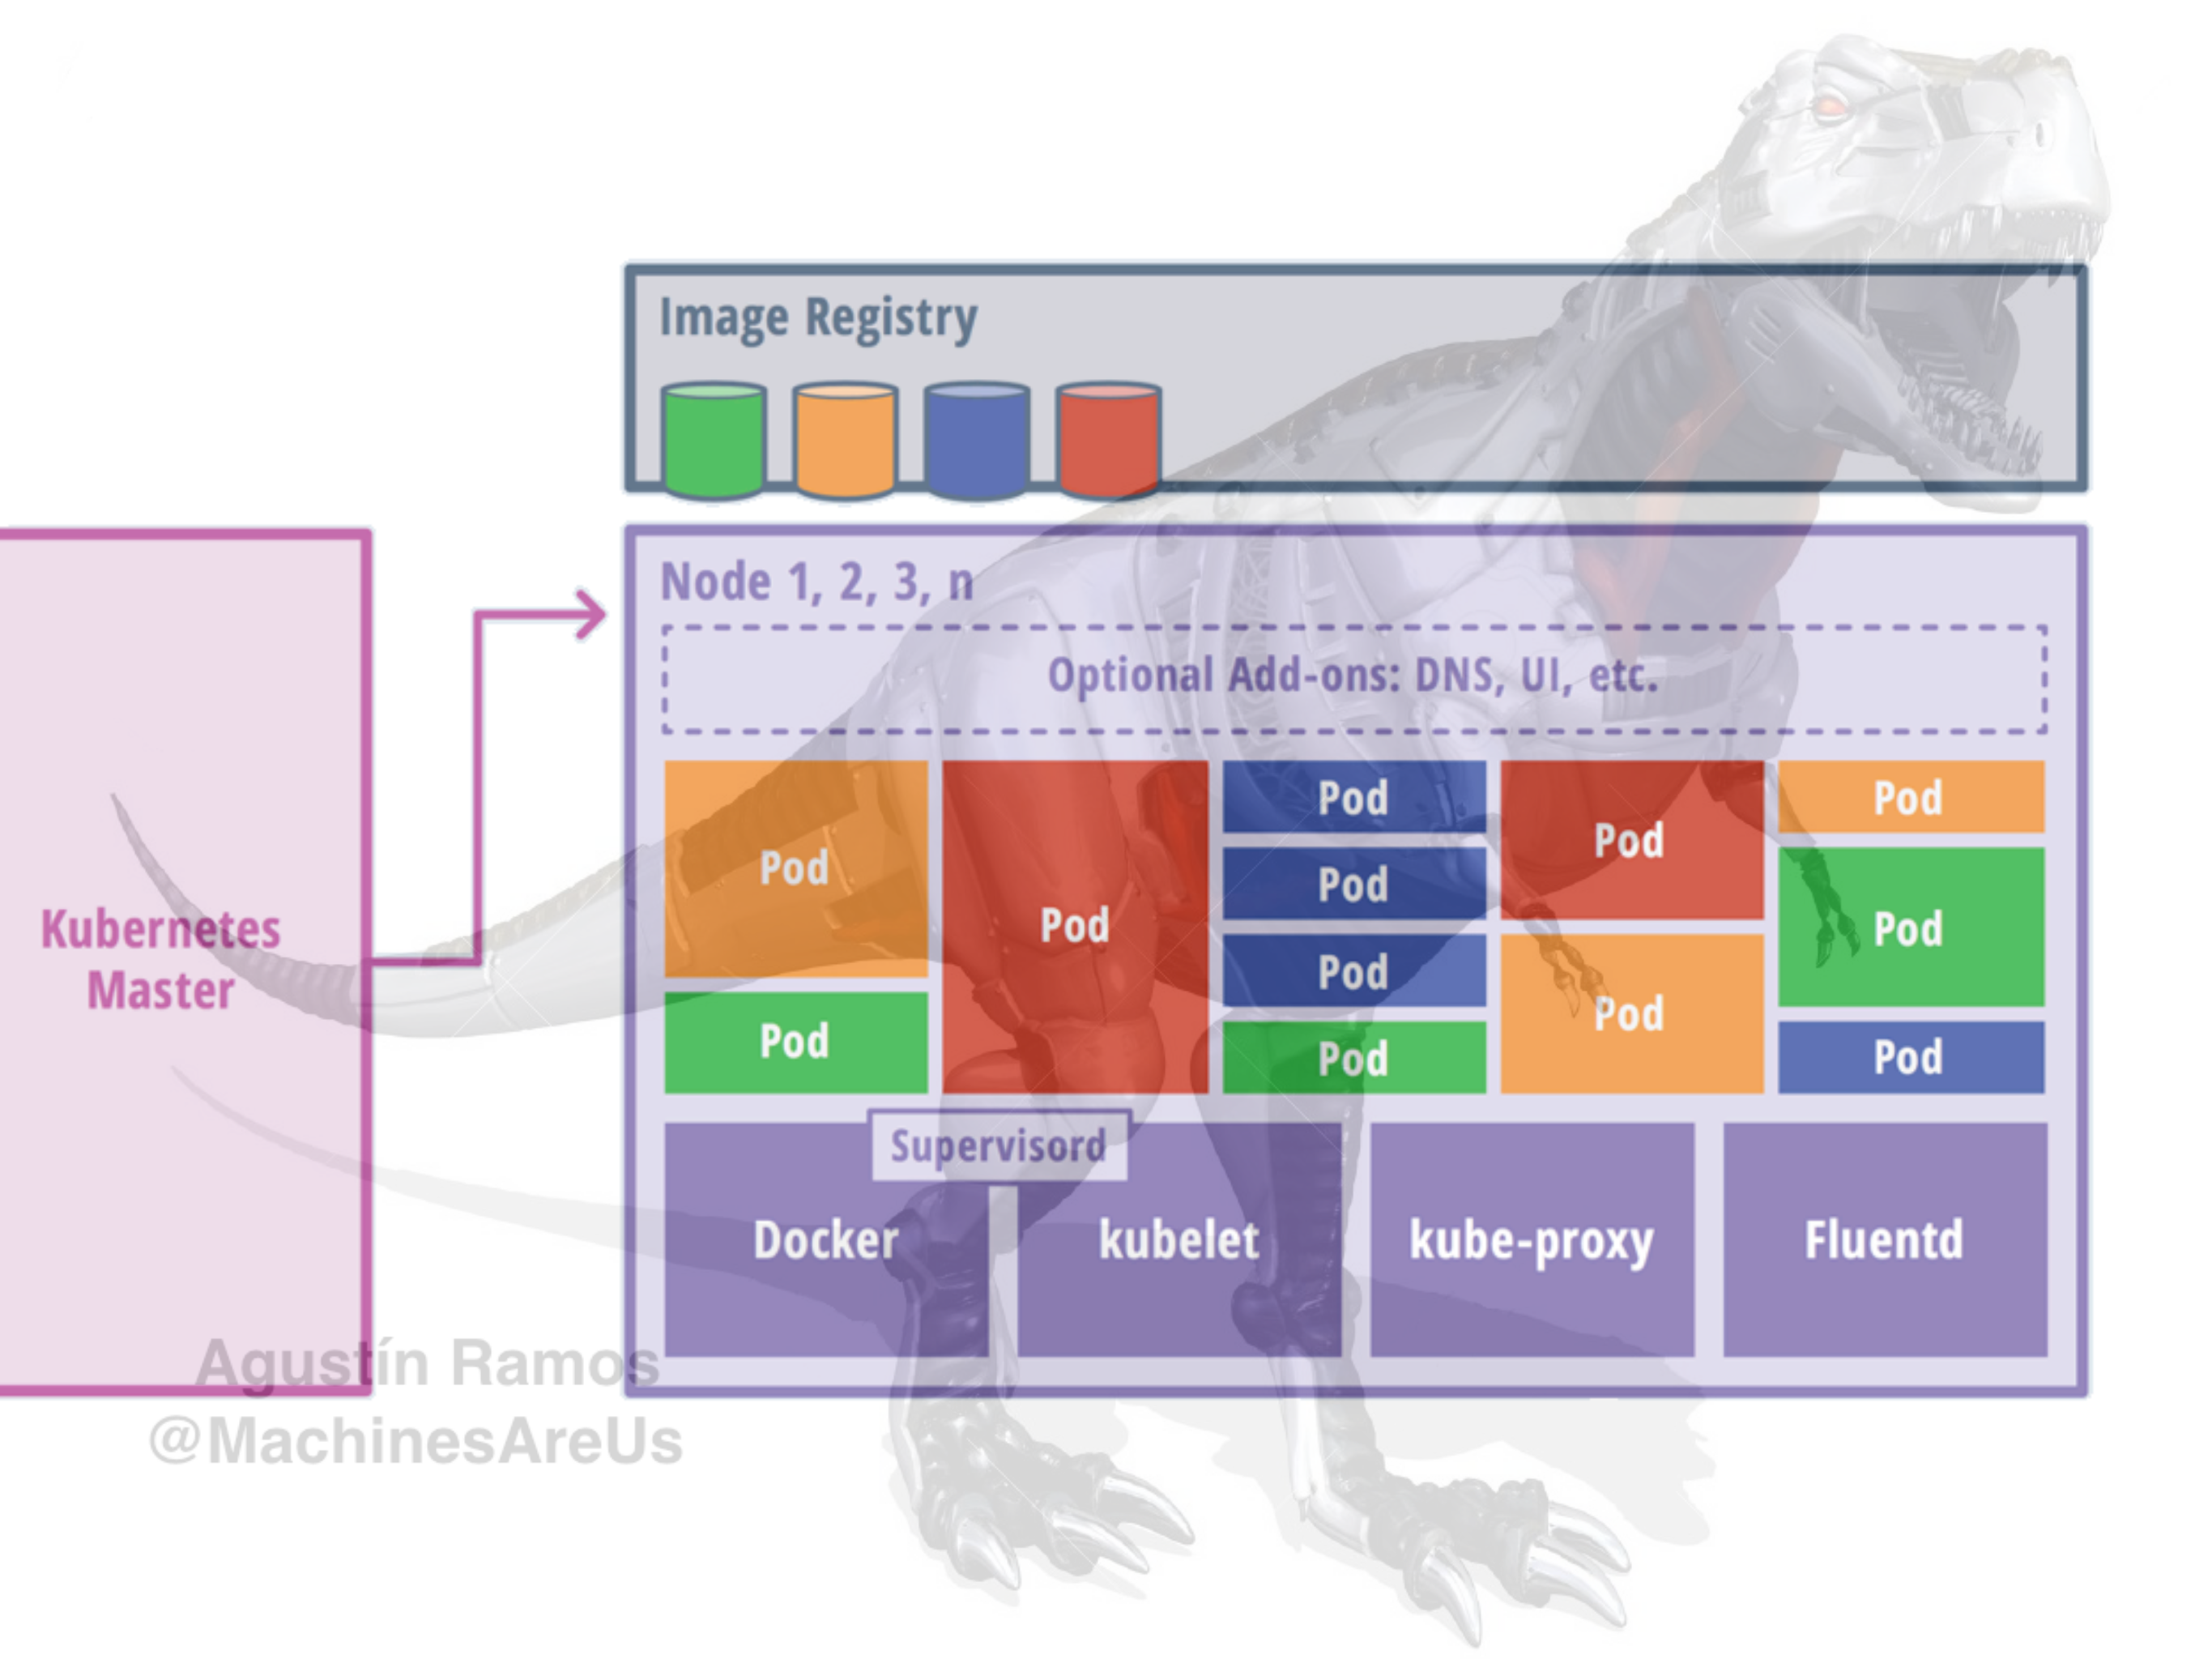 Image Registry
Kubernetes
Master
Node 1, 2, 3, n
Optional Add-ons: DNS, UI, etc.
Pod
Pod
Pod
Pod
Pod
Pod
Pod
Pod
Pod
Pod
Pod
Pod
Supervisord
Docker
kubelet
kube-proxy
Fluentd
Agustín Ramos
@MachinesAreUs